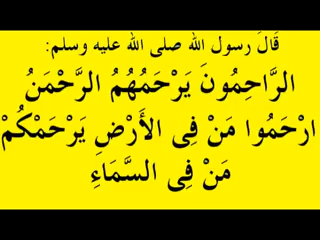 قَالَ رسول الله صلى الله عليه وسلم:
الرَّاحِمُونَ يَرْحَمُهُمُ الرَّحْمَنُ
ارْحَمُوا مَنْ فِى الأَرْضِ يَرْحَمْكُمْ
مَنْ فِى السَّمَاءِ